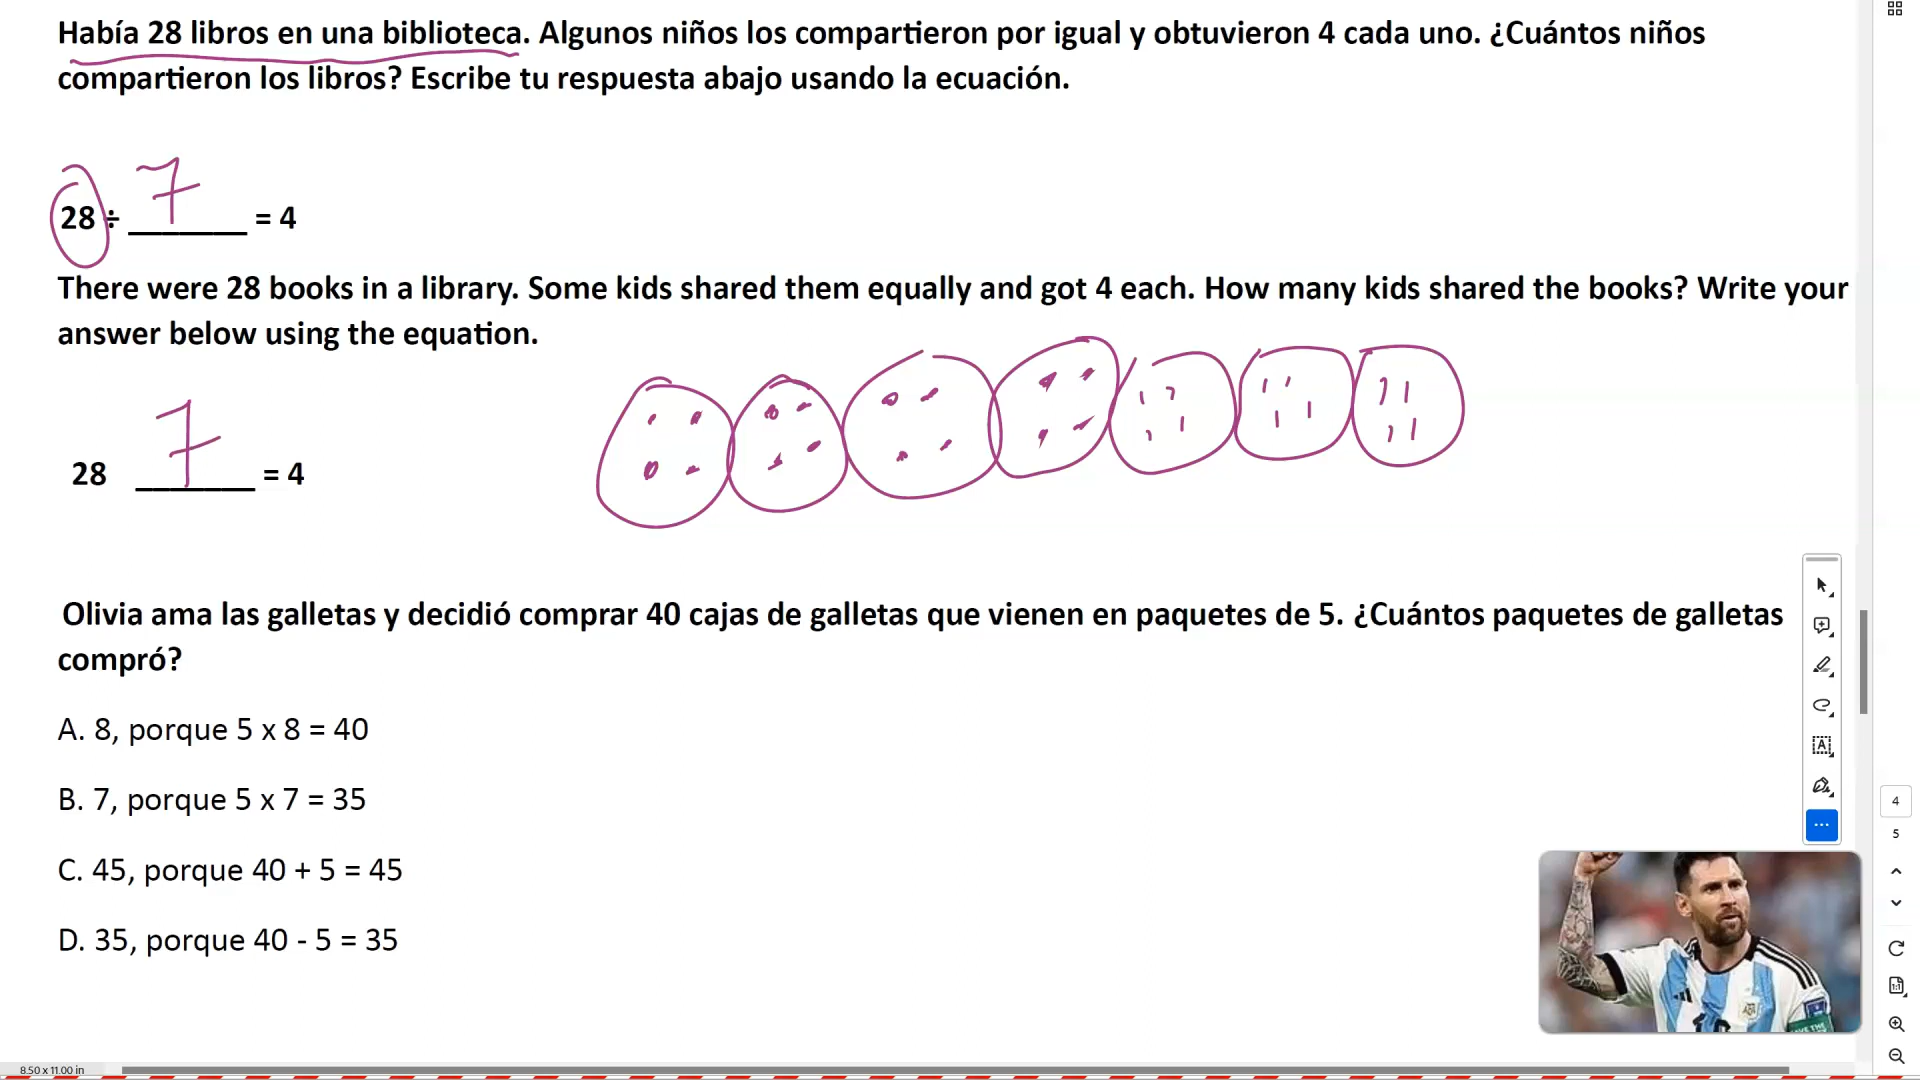 Había 28 libros en una biblioteca. Algunos niños los compartieron por igual y obtuvieron 4 cada uno. ¿Cuántos niños
compartieron los libros? Escribe tu respuesta abajo usando la ecuación.
28 ÷ 7 = 4
There were 28 books in a library. Some kids shared them equally and got 4 each. How many kids shared the books? Write your
answer below using the equation.
28 7 = 4
Olivia ama las galletas y decidió comprar 40 cajas de galletas que vienen en paquetes de 5. ¿Cuántos paquetes de galletas
compró?
A. 8, porque 5 x 8 = 40
B. 7, porque 5 x 7 = 35
C. 45, porque 40 + 5 = 45
D. 35, porque 40 - 5 = 35
4
5
8.50 x 11.00 in